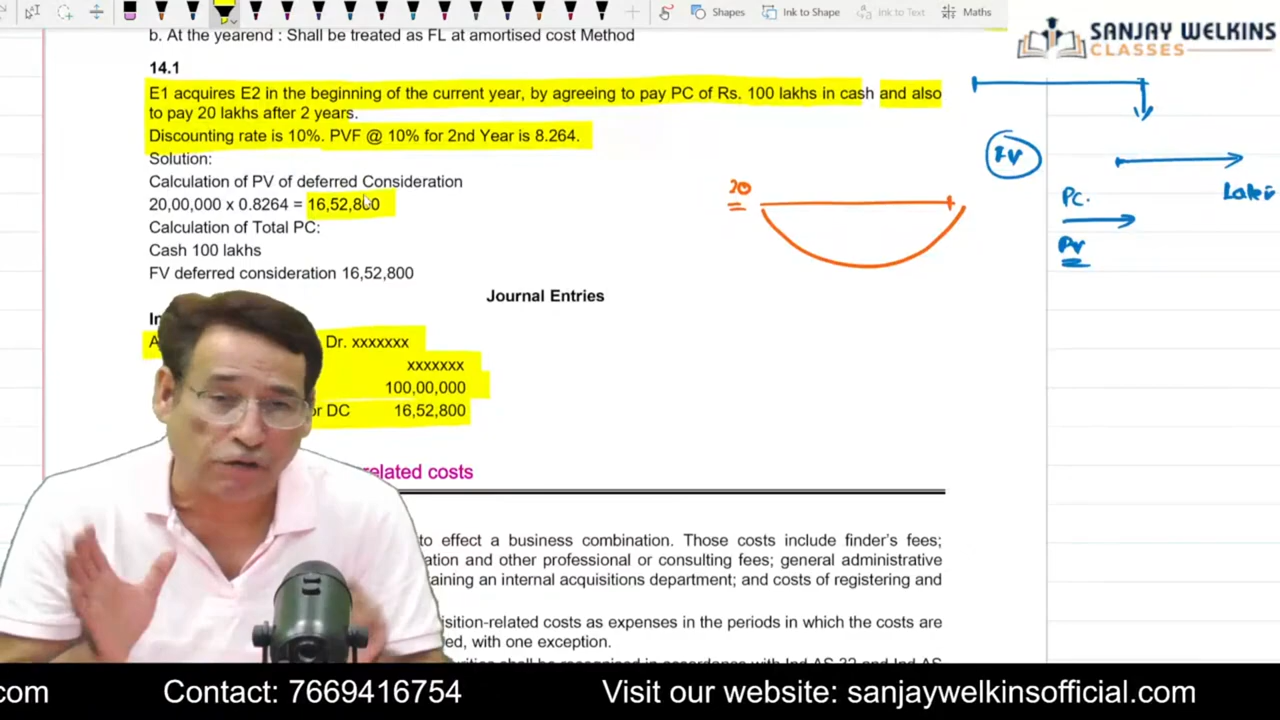 Shapes
Ink to Shape
Ink to Text
Maths
SANJAY WELKINS
CLASSES
b. At the yearend : Shall be treated as FL at amortised cost Method
14.1
E1 acquires E2 in the beginning of the current year, by agreeing to pay PC of Rs. 100 lakhs in cash and also
to pay 20 lakhs after 2 years.
Discounting rate is 10%. PVF @ 10% for 2nd Year is 8.264.
Solution:
Calculation of PV of deferred Consideration
20,00,000 x 0.8264 = 16,52,800
Calculation of Total PC:
Cash 100 lakhs
FV deferred consideration 16,52,800
FV
20
PC.
Later
PV
Journal Entries
In
A Dr. xxxxxxx
xxxxxxx
100,00,000
or DC 16,52,800
related costs
to effect a business combination. Those costs include finder's fees;
ation and other professional or consulting fees; general administrative
aining an internal acquisitions department; and costs of registering and
isition-related costs as expenses in the periods in which the costs are
ed, with one exception.
.com Contact: 7669416754 Visit our website: sanjaywelkinsofficial.com